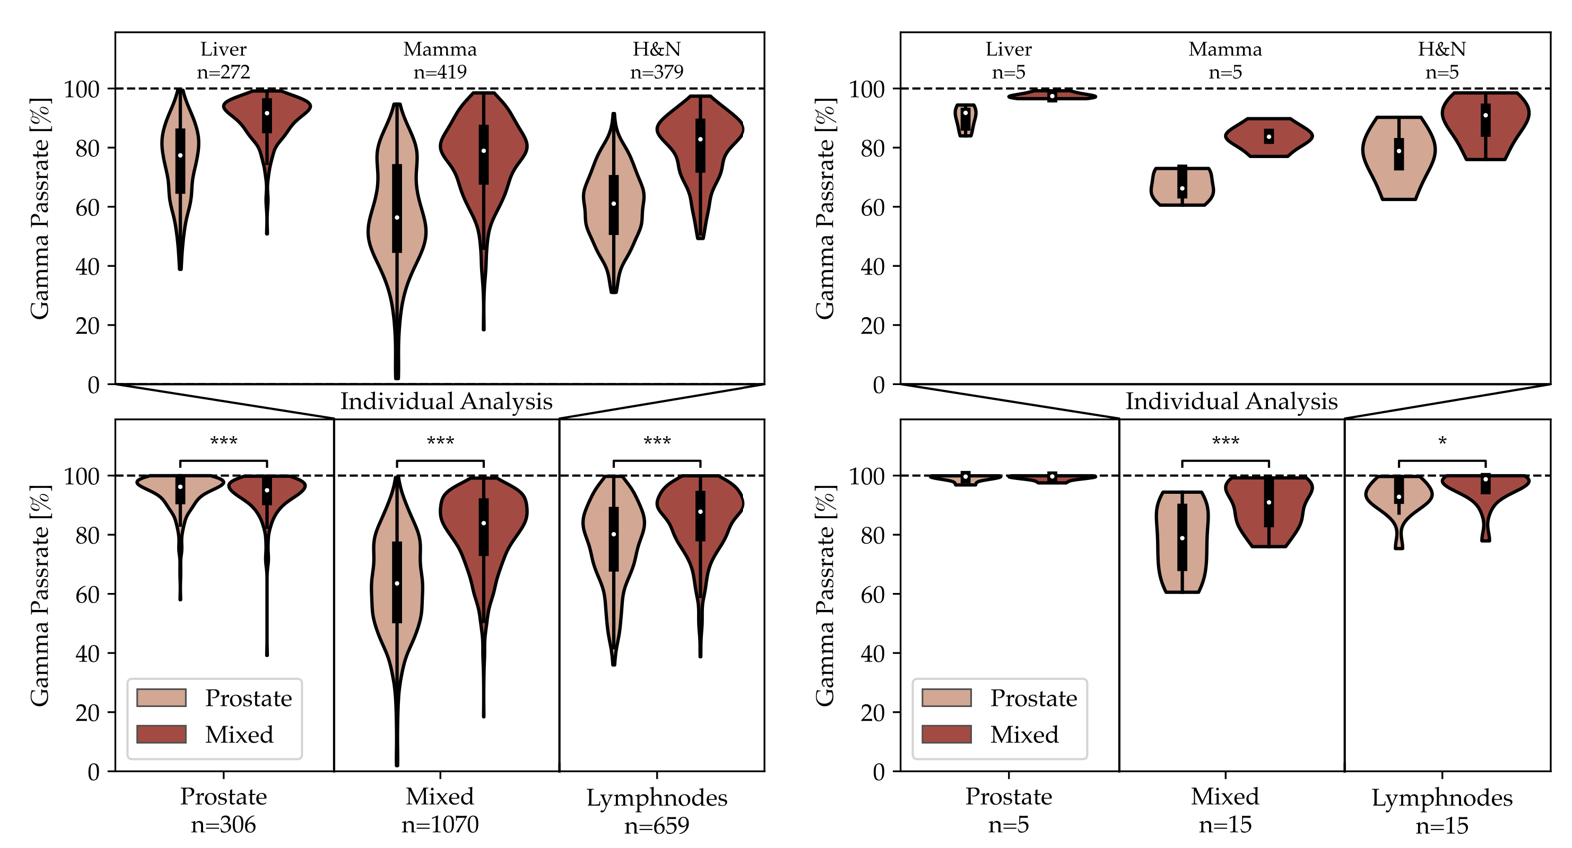 Liver
n=272
Mamma
n=419
H&N
n=379
Gamma Passrate [%]
100
80
60
40
20
0
Individual Analysis
***
***
***
Gamma Passrate [%]
100
80
60
40
20
0
Prostate
Mixed
Prostate
n=306
Mixed
n=1070
Lymphnodes
n=659
Liver
n=5
Mamma
n=5
H&N
n=5
Gamma Passrate [%]
100
80
60
40
20
0
Individual Analysis
***
*
Gamma Passrate [%]
100
80
60
40
20
0
Prostate
Mixed
Prostate
n=5
Mixed
n=15
Lymphnodes
n=15